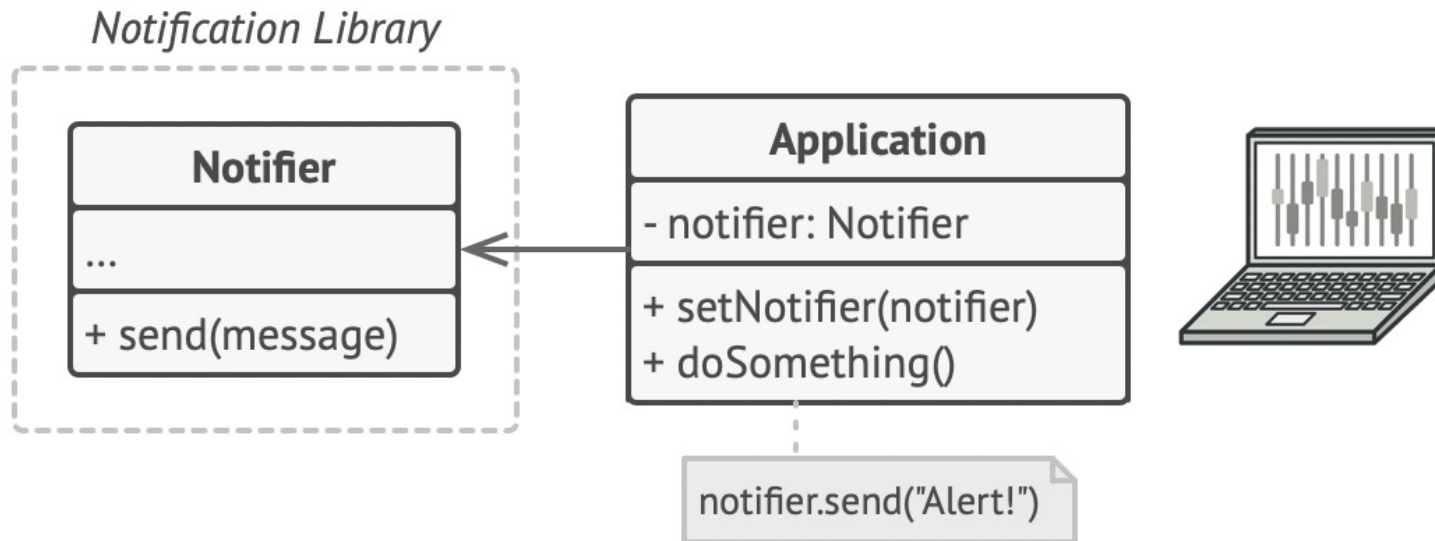 Notification Library
Notifier
...
+ send(message)
Application
- notifier: Notifier
+ setNotifier(notifier)
+ doSomething()
notifier.send("Alert!")